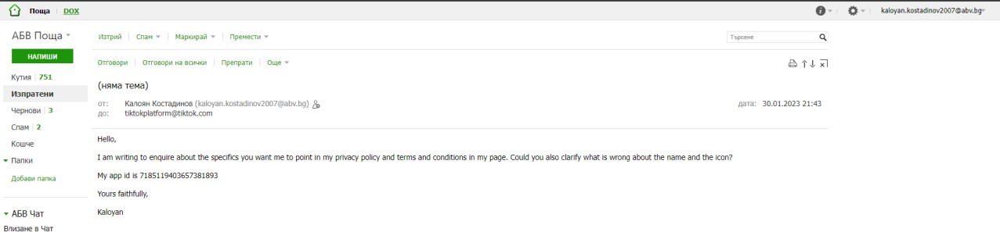 Поща DOX kaloyan.kostadinov2007@abv.bg
АБВ Поща Изтрий Спам Маркирай Премести Търсене
НАПИШИ Отговори Отговори на всички Препрати Още
Кутия 751
Изпратени
Чернови 3
Спам 2
Кошче
Папки
Добави папка
АБВ Чат
Влизане в Чат
(няма тема)
от: Калоян Костадинов (kaloyan.kostadinov2007@abv.bg) дата: 30.01.2023 21:43
до: tiktokplatform@tiktok.com
Hello,
I am writing to enquire about the specifics you want me to point in my privacy policy and terms and conditions in my page. Could you also clarify what is wrong about the name and the icon?
My app id is 7185119403657381893
Yours faithfully,
Kaloyan